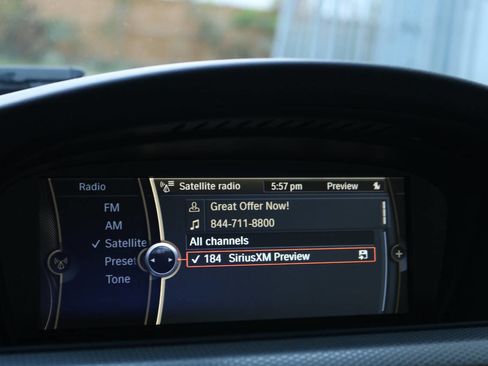 Radio
Satellite radio 5:57 pm Preview
FM
AM
Satellite
Preset
Tone
Great Offer Now!
844-711-8800
All channels
184 SiriusXM Preview